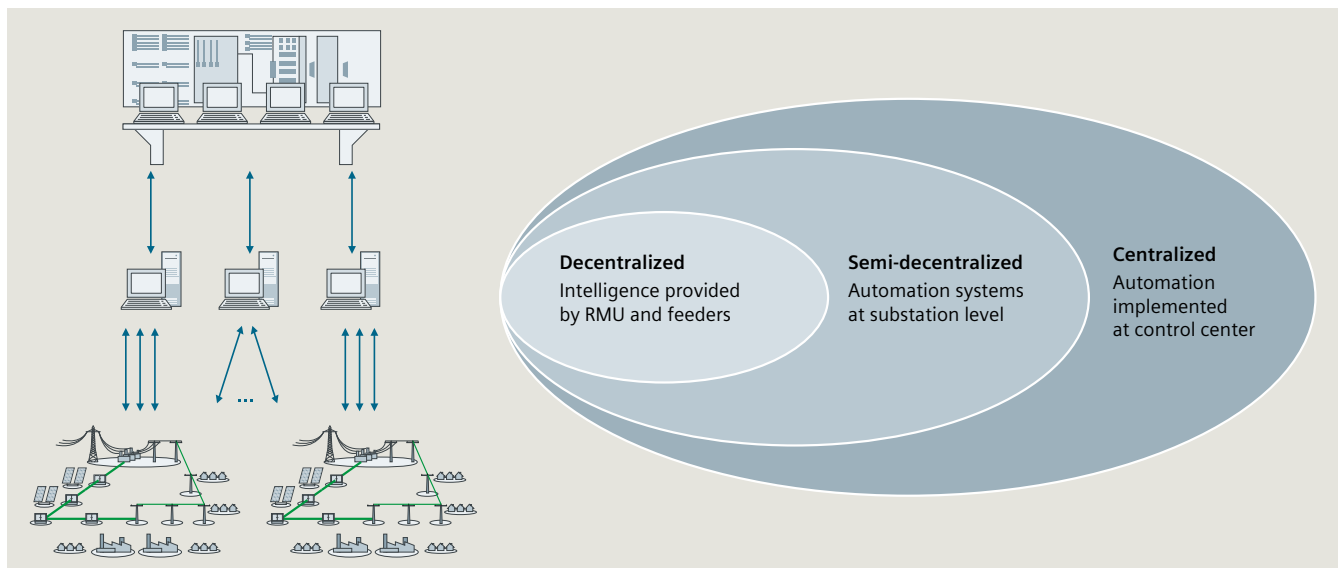 Decentralized
Intelligence provided
by RMU and feeders
Semi-decentralized
Automation systems
at substation level
Centralized
Automation
implemented
at control center
...